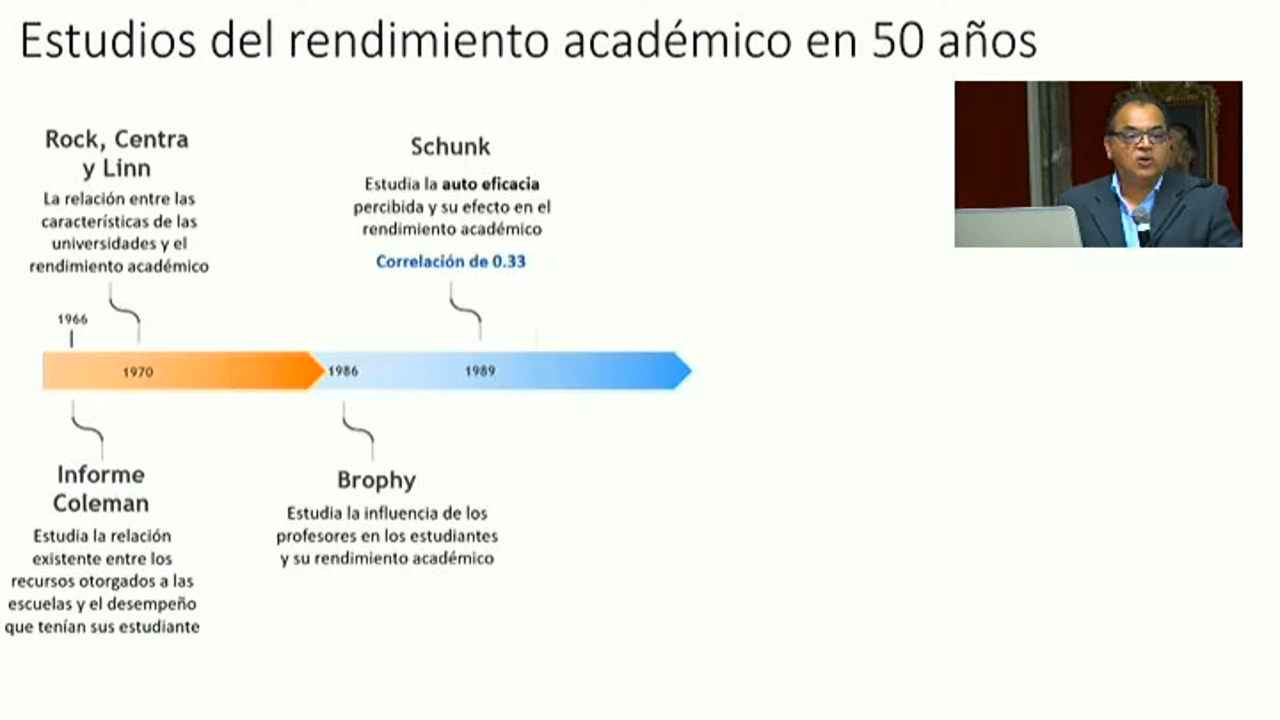 Estudios del rendimiento académico en 50 años
Rock, Centra
y Linn
La relación entre las
características de las
universidades y el
rendimiento académico
Schunk
Estudia la auto eficacia
percibida y su efecto en el
rendimiento académico
Correlación de 0.33
1966
1970
1986
1989
Informe
Coleman
Estudia la relación
existente entre los
recursos otorgados a las
escuelas y el desempeño
que tenían sus estudiante
Brophy
Estudia la influencia de los
profesores en los estudiantes
y su rendimiento académico